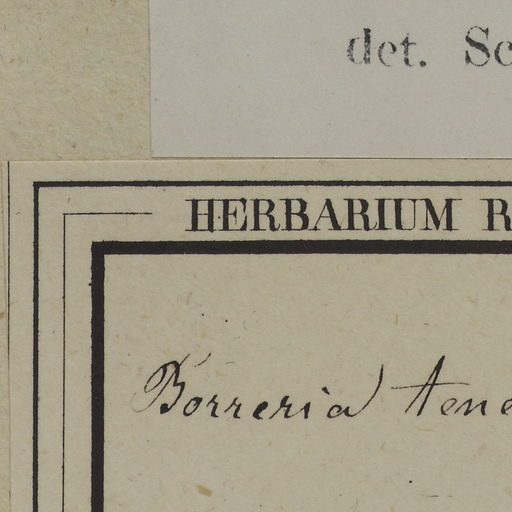 det. Sc
HERBARIUM R
Borreria tene